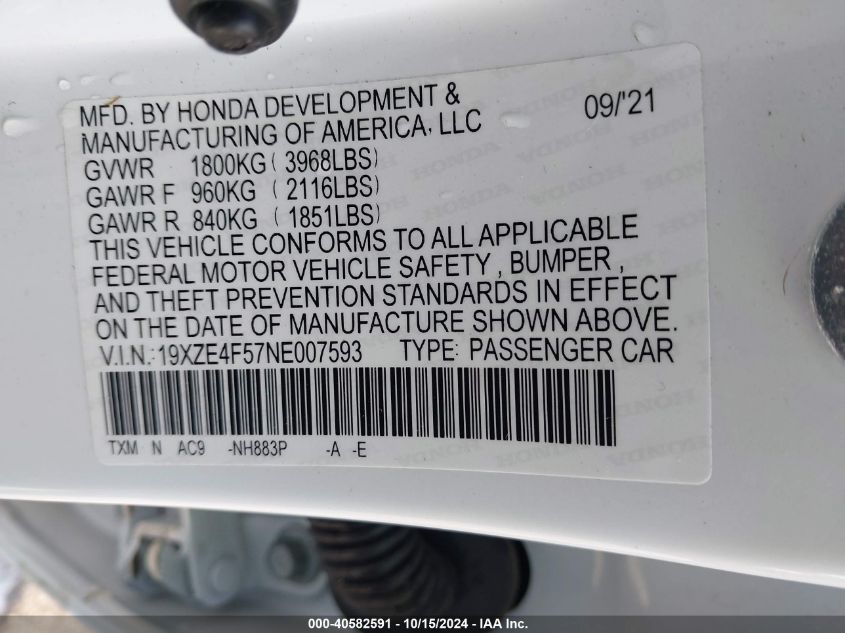 MFD. BY HONDA DEVELOPMENT &
MANUFACTURING OF AMERICA, LLC 09/'21
GVWR 1800KG ( 3968LBS)
GAWR F 960KG ( 2116LBS)
GAWR R 840KG ( 1851LBS)
THIS VEHICLE CONFORMS TO ALL APPLICABLE
FEDERAL MOTOR VEHICLE SAFETY , BUMPER ,
AND THEFT PREVENTION STANDARDS IN EFFECT
ON THE DATE OF MANUFACTURE SHOWN ABOVE.
V.I.N.:19XZE4F57NE007593 TYPE: PASSENGER CAR
TXM N AC9 -NH883P -A -E
000-40582591 - 10/15/2024 - IAA Inc.